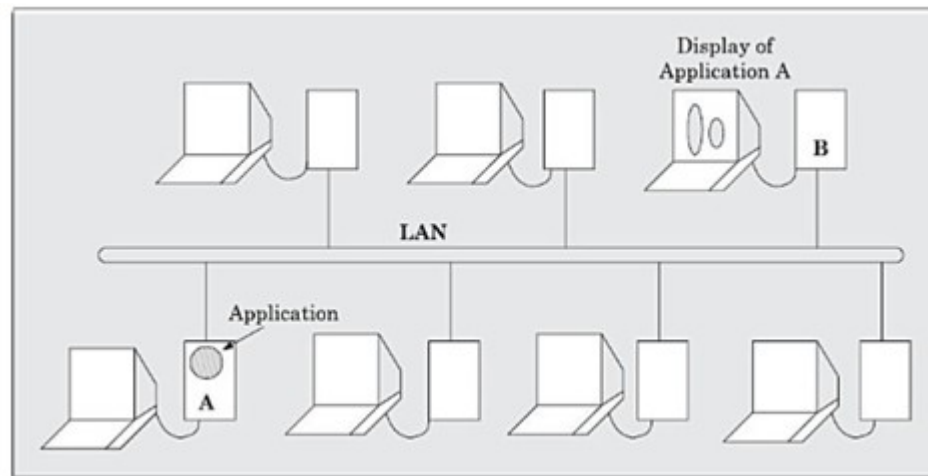 Display of
Application A
B
LAN
Application
A